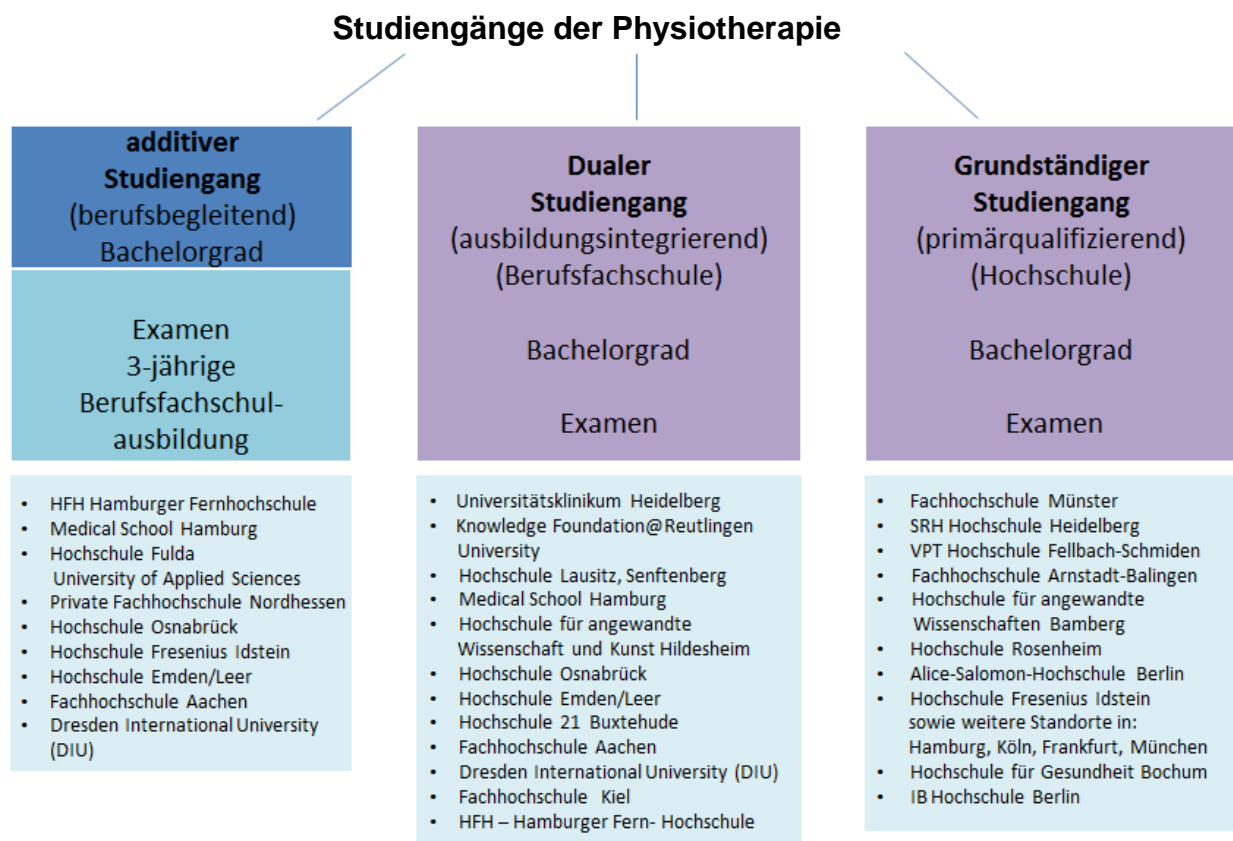 Studiengänge der Physiotherapie
additiver
Studiengang
(berufsbegleitend)
Bachelorgrad
Examen
3-jährige
Berufsfachschul-
ausbildung
• HFH Hamburger Fernhochschule
• Medical School Hamburg
• Hochschule Fulda
University of Applied Sciences
• Private Fachhochschule Nordhessen
• Hochschule Osnabrück
• Hochschule Fresenius Idstein
• Hochschule Emden/Leer
• Fachhochschule Aachen
• Dresden International University
(DIU)
Dualer
Studiengang
(ausbildungsintegrierend)
(Berufsfachschule)
Bachelorgrad
Examen
• Universitätsklinikum Heidelberg
• Knowledge Foundation@Reutlingen
University
• Hochschule Lausitz, Senftenberg
• Medical School Hamburg
• Hochschule für angewandte
Wissenschaft und Kunst Hildesheim
• Hochschule Osnabrück
• Hochschule Emden/Leer
• Hochschule 21 Buxtehude
• Fachhochschule Aachen
• Dresden International University (DIU)
• Fachhochschule Kiel
• HFH – Hamburger Fern- Hochschule
Grundständiger
Studiengang
(primärqualifizierend)
(Hochschule)
Bachelorgrad
Examen
• Fachhochschule Münster
• SRH Hochschule Heidelberg
• VPT Hochschule Fellbach-Schmiden
• Fachhochschule Arnstadt-Balingen
• Hochschule für angewandte
Wissenschaften Bamberg
• Hochschule Rosenheim
• Alice-Salomon-Hochschule Berlin
• Hochschule Fresenius Idstein
sowie weitere Standorte in:
Hamburg, Köln, Frankfurt, München
• Hochschule für Gesundheit Bochum
• IB Hochschule Berlin